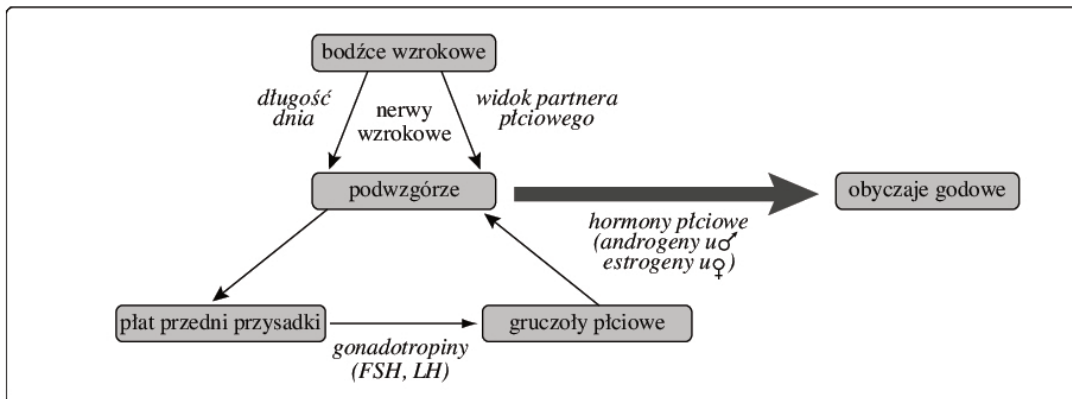 bodźce wzrokowe
długość
dnia
nerwy
wzrokowe
widok partnera
płciowego
podwzgórze
obyczaje godowe
hormony płciowe
(androgeny u♂
estrogeny u♀)
płat przedni przysadki
gruczoły płciowe
gonadotropiny
(FSH, LH)